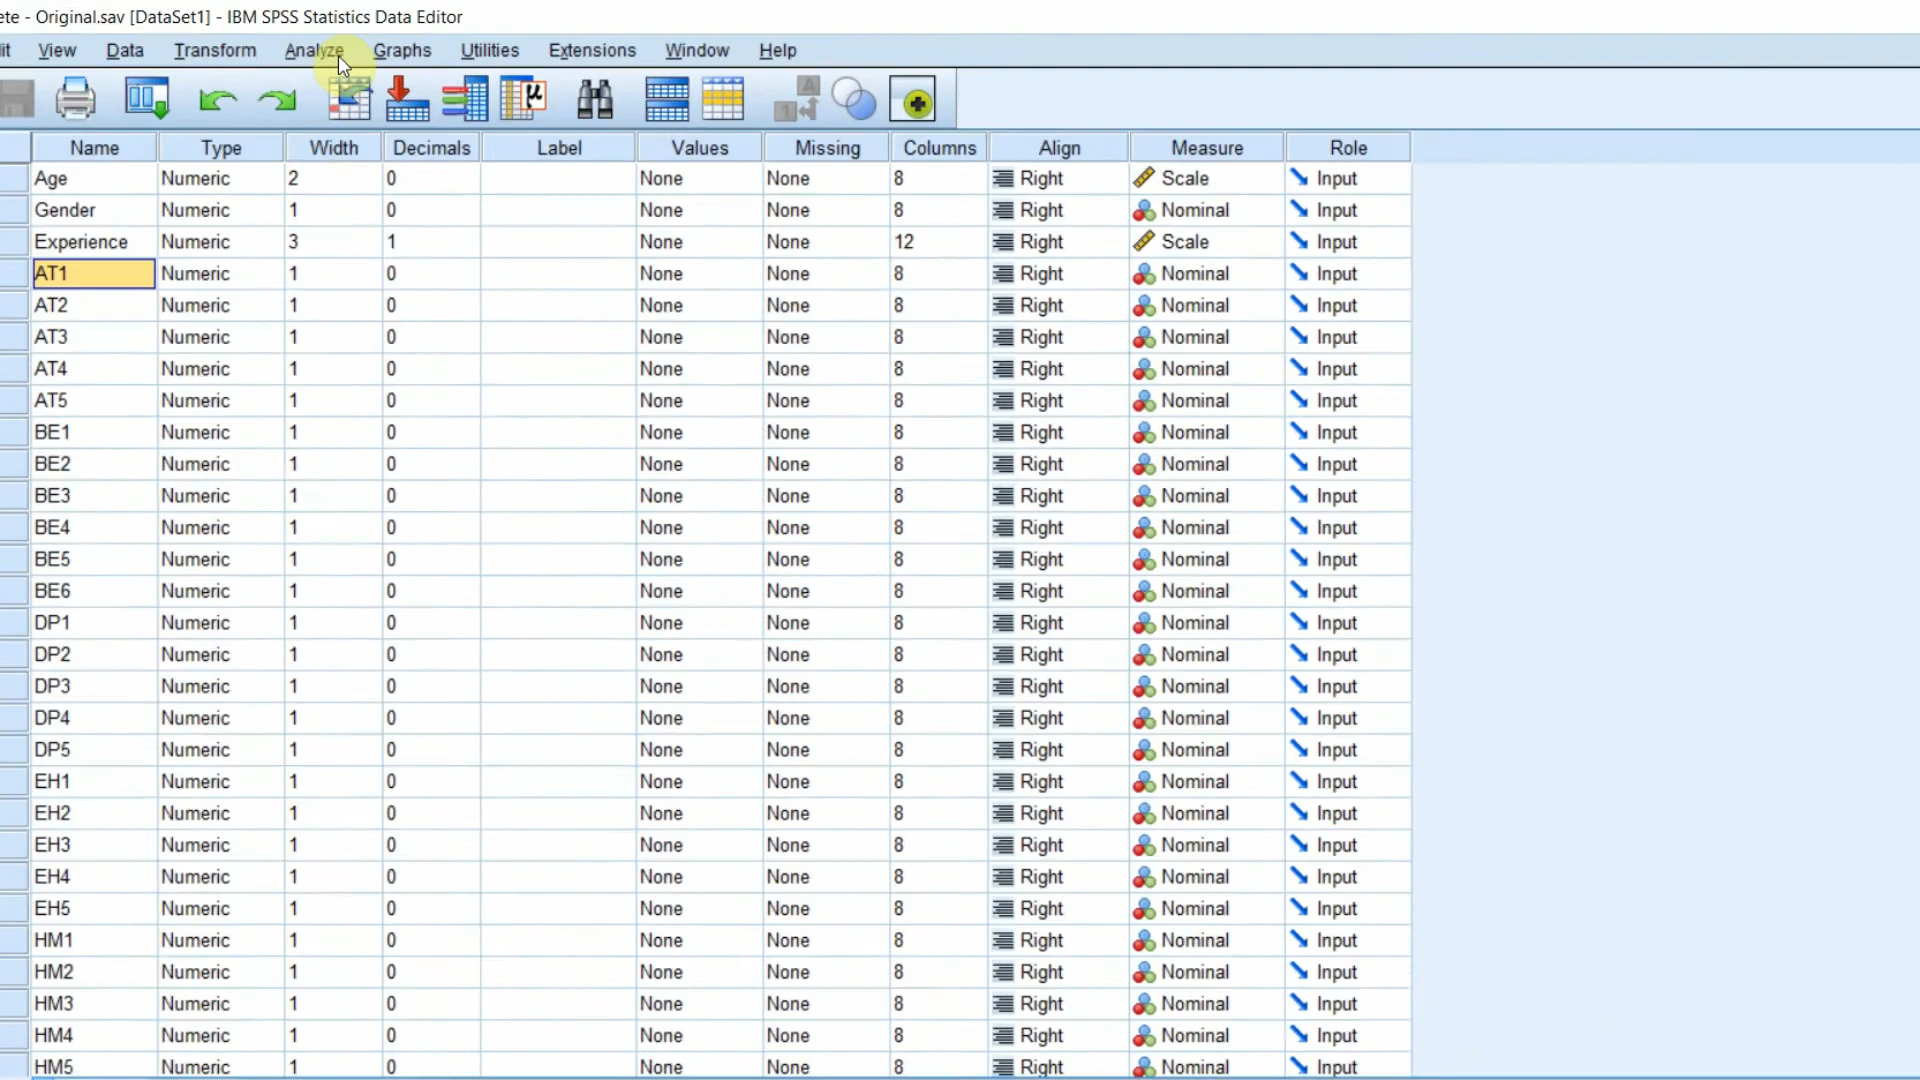 ete - Original.sav [DataSet1] - IBM SPSS Statistics Data Editor
it View Data Transform Analyze Graphs Utilities Extensions Window Help
Name Type Width Decimals Label Values Missing Columns Align Measure Role
Age Numeric 2 0 None None 8 Right Scale Input
Gender Numeric 1 0 None None 8 Right Nominal Input
Experience Numeric 3 1 None None 12 Right Scale Input
AT1 Numeric 1 0 None None 8 Right Nominal Input
AT2 Numeric 1 0 None None 8 Right Nominal Input
AT3 Numeric 1 0 None None 8 Right Nominal Input
AT4 Numeric 1 0 None None 8 Right Nominal Input
AT5 Numeric 1 0 None None 8 Right Nominal Input
BE1 Numeric 1 0 None None 8 Right Nominal Input
BE2 Numeric 1 0 None None 8 Right Nominal Input
BE3 Numeric 1 0 None None 8 Right Nominal Input
BE4 Numeric 1 0 None None 8 Right Nominal Input
BE5 Numeric 1 0 None None 8 Right Nominal Input
BE6 Numeric 1 0 None None 8 Right Nominal Input
DP1 Numeric 1 0 None None 8 Right Nominal Input
DP2 Numeric 1 0 None None 8 Right Nominal Input
DP3 Numeric 1 0 None None 8 Right Nominal Input
DP4 Numeric 1 0 None None 8 Right Nominal Input
DP5 Numeric 1 0 None None 8 Right Nominal Input
EH1 Numeric 1 0 None None 8 Right Nominal Input
EH2 Numeric 1 0 None None 8 Right Nominal Input
EH3 Numeric 1 0 None None 8 Right Nominal Input
EH4 Numeric 1 0 None None 8 Right Nominal Input
EH5 Numeric 1 0 None None 8 Right Nominal Input
HM1 Numeric 1 0 None None 8 Right Nominal Input
HM2 Numeric 1 0 None None 8 Right Nominal Input
HM3 Numeric 1 0 None None 8 Right Nominal Input
HM4 Numeric 1 0 None None 8 Right Nominal Input
HM5 Numeric 1 0 None None 8 Right Nominal Input